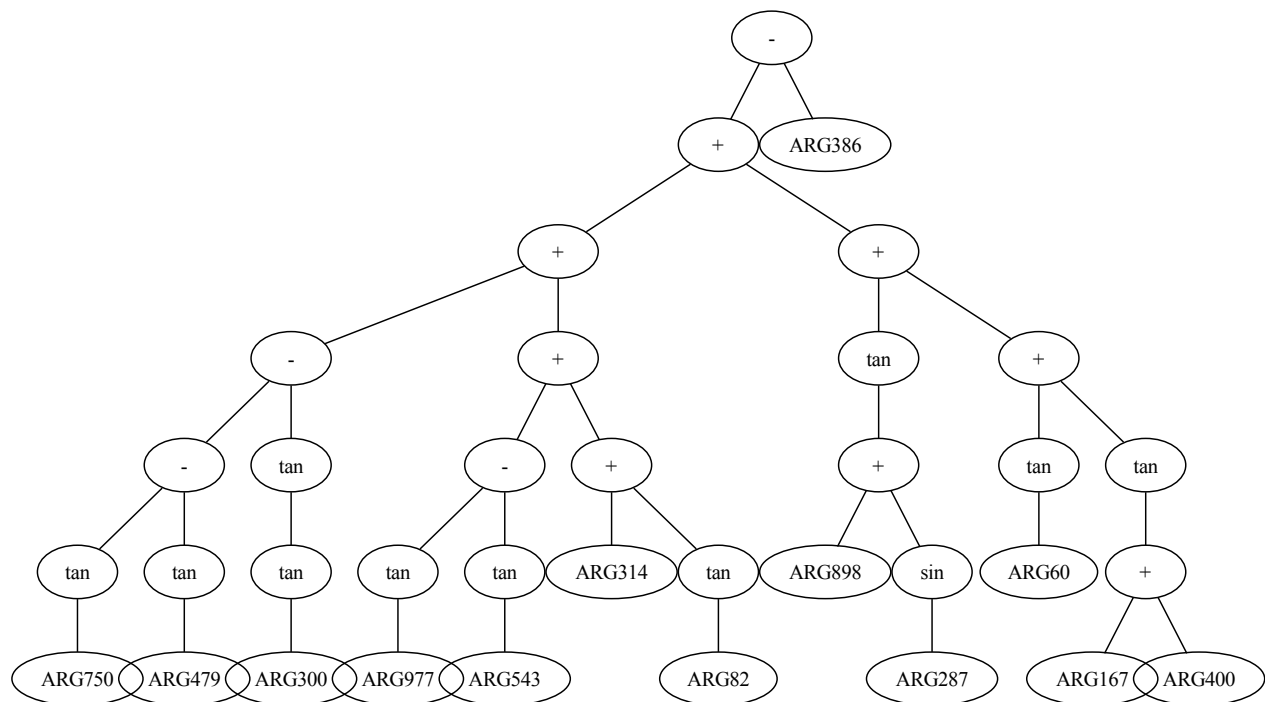 -
+ ARG386
+ +
- + tan +
- tan - + + tan tan
tan tan tan tan tan ARG314 tan ARG898 sin ARG60 +
ARG750 ARG479 ARG300 ARG977 ARG543 ARG82 ARG287 ARG167 ARG400